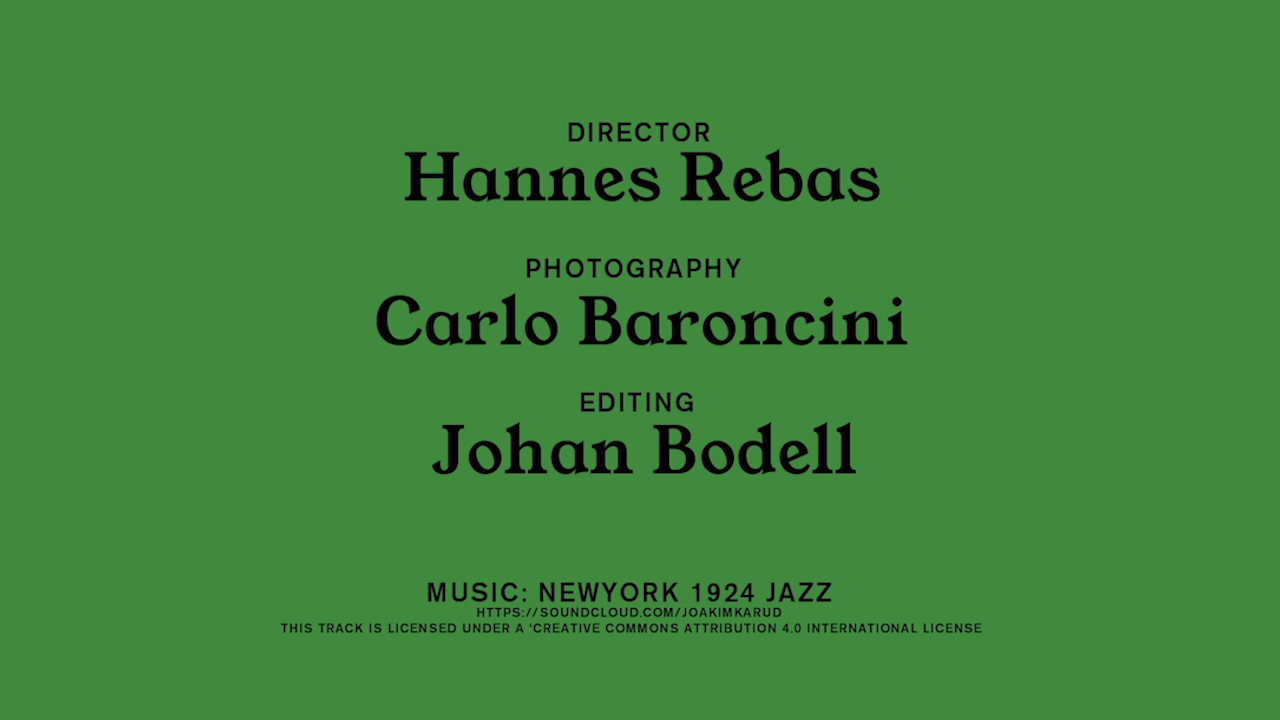 DIRECTOR
Hannes Rebas
PHOTOGRAPHY
Carlo Baroncini
EDITING
Johan Bodell
MUSIC: NEWYORK 1924 JAZZ
HTTPS://SOUNDCLOUD.COM/JOAKIMKARUD
THIS TRACK IS LICENSED UNDER A ‘CREATIVE COMMONS ATTRIBUTION 4.0 INTERNATIONAL LICENSE